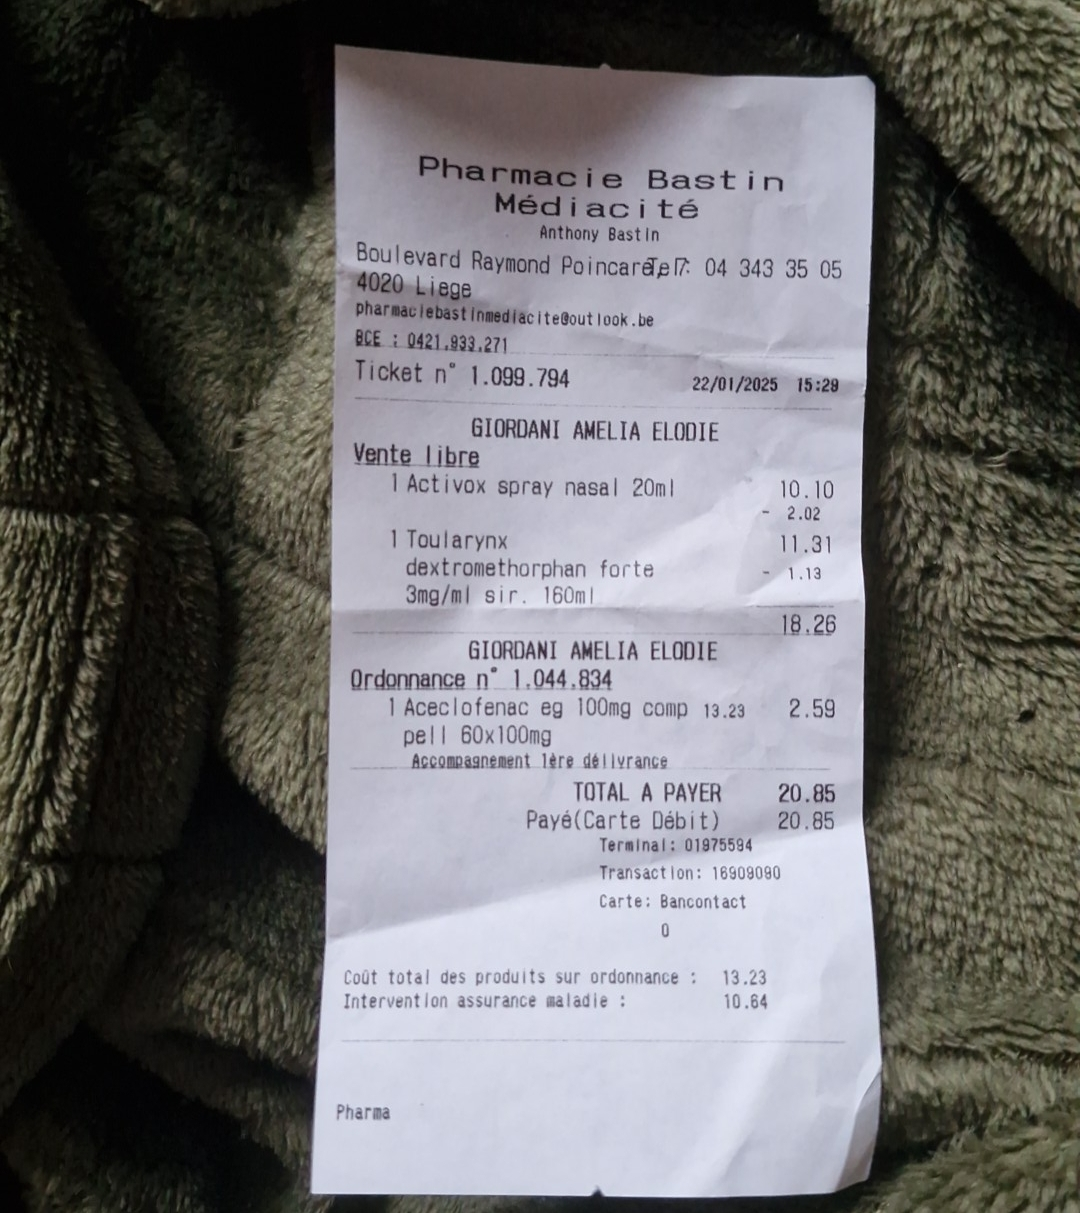 Pharmacie Bastin
Médiacité
Anthony Bastin
Boulevard Raymond Poincaré 7 Tel: 04 343 35 05
4020 Liege
pharmaciebastinmediacite@outlook.be
BCE : 0421.933.271
Ticket n° 1.099.794 22/01/2025 15:29
GIORDANI AMELIA ELODIE
Vente libre
1 Activox spray nasal 20ml 10.10
- 2.02
1 Toularynx 11.31
dextromethorphan forte - 1.13
3mg/ml sir. 160ml
18.26
GIORDANI AMELIA ELODIE
Ordonnance n° 1.044.834
1 Aceclofenac eg 100mg comp 13.23 2.59
pell 60x100mg
Accompagnement 1ère délivrance
TOTAL A PAYER 20.85
Payé(Carte Débit) 20.85
Terminal: 01975594
Transaction: 16909090
Carte: Bancontact
0
Coût total des produits sur ordonnance : 13.23
Intervention assurance maladie : 10.64
Pharma